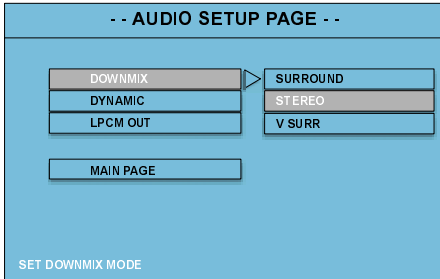 - - AUDIO SETUP PAGE - -
DOWNMIX
SURROUND
DYNAMIC
STEREO
LPCM OUT
V SURR
MAIN PAGE
SET DOWNMIX MODE